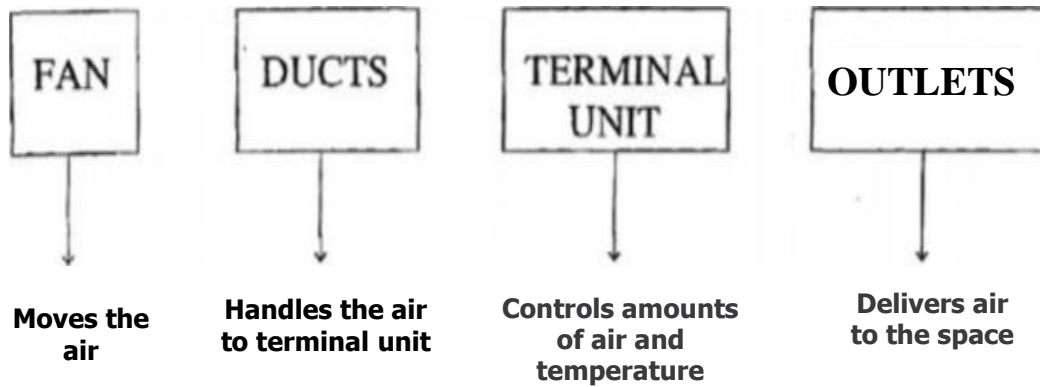 FAN
DUCTS
TERMINAL
UNIT
OUTLETS
Moves the
air
Handles the air
to terminal unit
Controls amounts
of air and
temperature
Delivers air
to the space